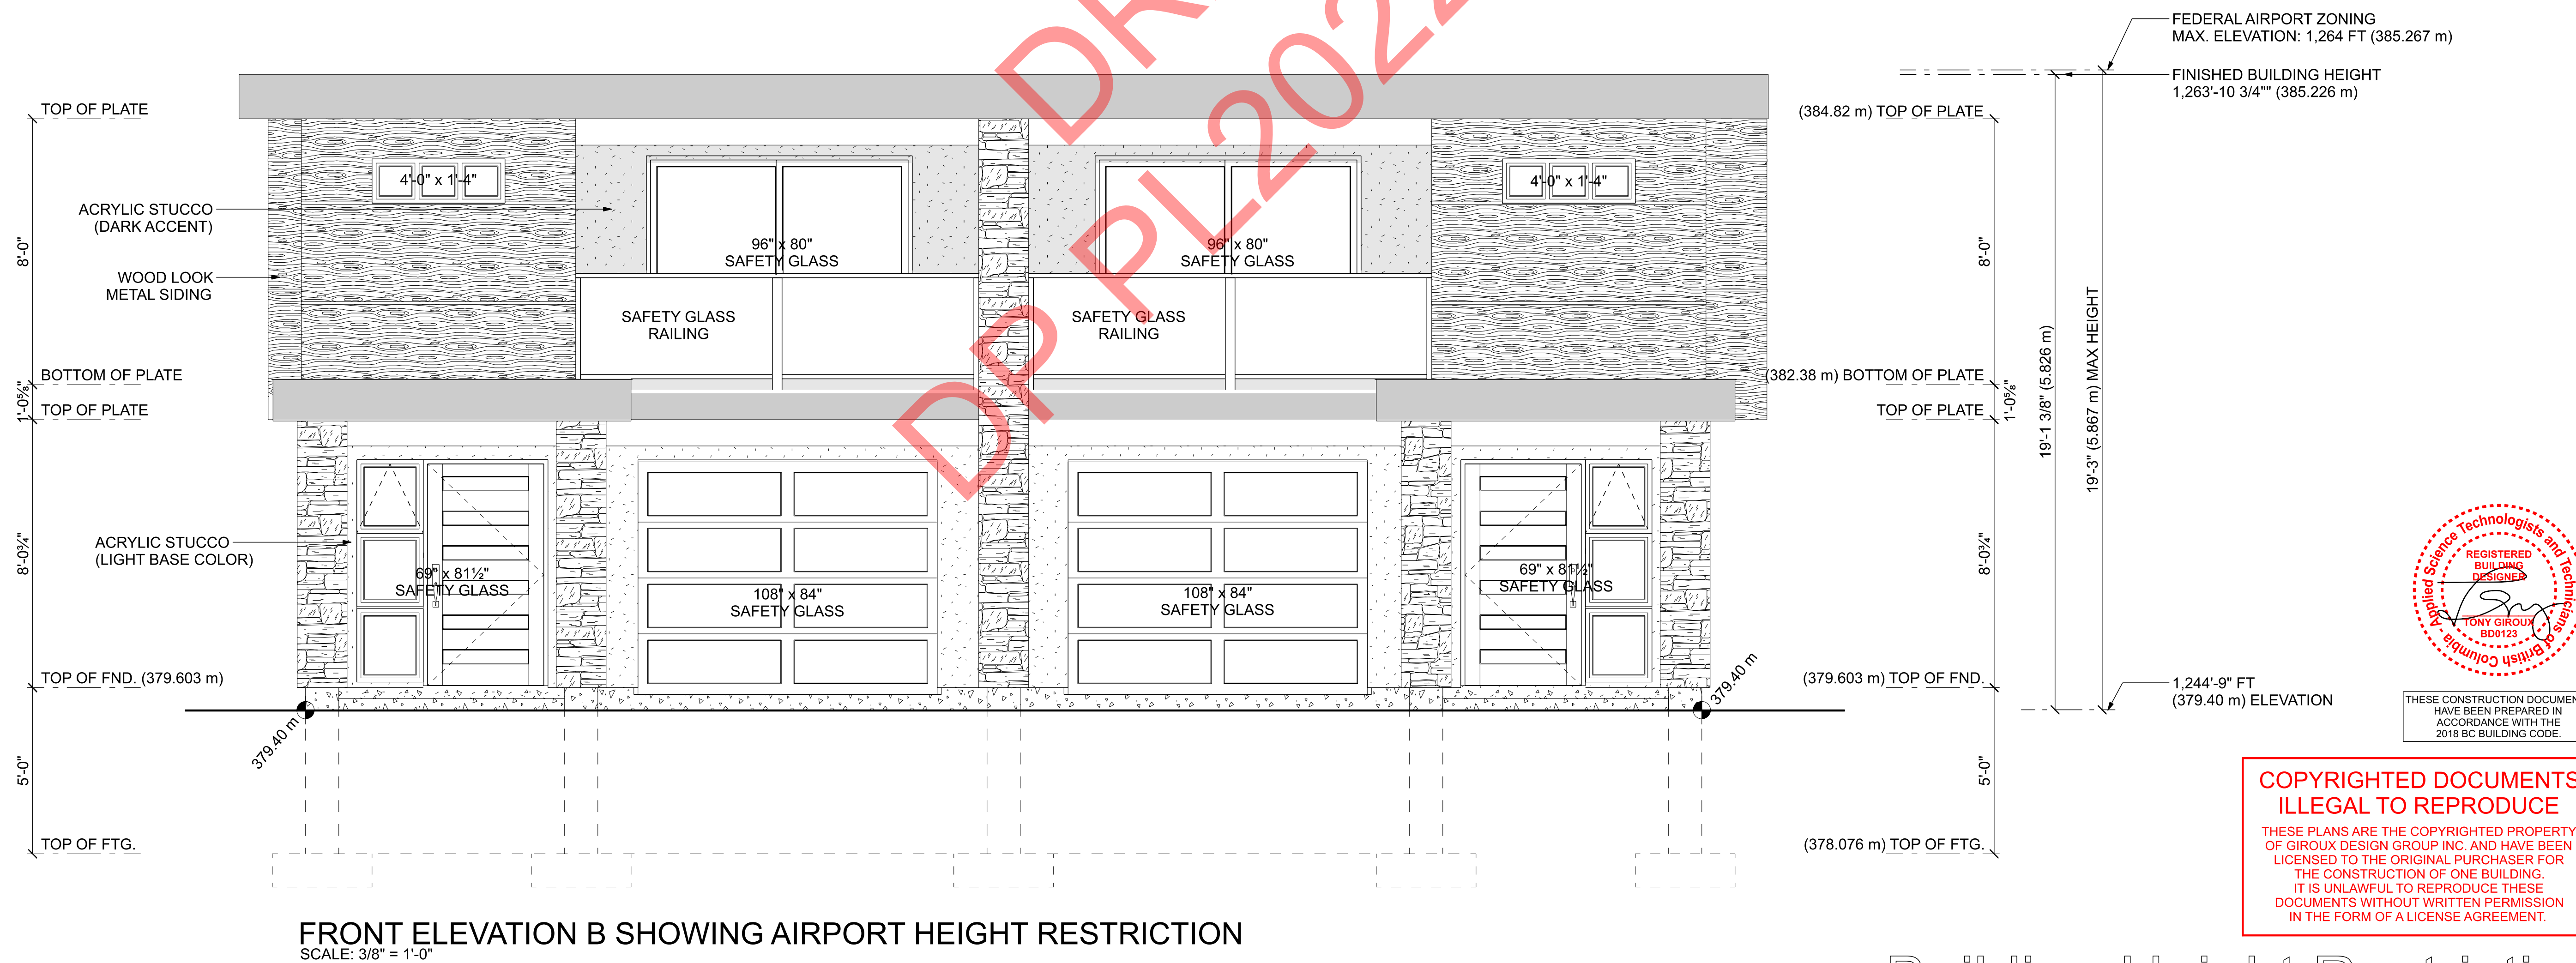 FEDERAL AIRPORT ZONING
MAX. ELEVATION: 1,264 FT (385.267 m)
FINISHED BUILDING HEIGHT
1,263'-10 3/4"" (385.226 m)
TOP OF PLATE
(384.82 m) TOP OF PLATE
4'-0" x 1'-4"
4'-0" x 1'-4"
ACRYLIC STUCCO
(DARK ACCENT)
8'-0"
96" x 80"
SAFETY GLASS
96" x 80"
SAFETY GLASS
8'-0"
WOOD LOOK
METAL SIDING
SAFETY GLASS
RAILING
SAFETY GLASS
RAILING
BOTTOM OF PLATE
(382.38 m) BOTTOM OF PLATE
1'-0⅝"
1'-0⅝"
TOP OF PLATE
TOP OF PLATE
19'-1 3/8" (5.826 m)
19'-3" (5.867 m) MAX HEIGHT
8'-0¾"
ACRYLIC STUCCO
(LIGHT BASE COLOR)
69" x 81½"
SAFETY GLASS
108" x 84"
SAFETY GLASS
108" x 84"
SAFETY GLASS
69" x 81½"
SAFETY GLASS
8'-0¾"
TOP OF FND. (379.603 m)
(379.603 m) TOP OF FND.
379.40 m
379.40 m
1,244'-9" FT
(379.40 m) ELEVATION
5'-0"
5'-0"
TOP OF FTG.
(378.076 m) TOP OF FTG.
DP PL2022
Applied Science Technologists and Technicians of British Columbia
REGISTERED
BUILDING
DESIGNER
TONY GIROUX
BD0123
THESE CONSTRUCTION DOCUMEN
HAVE BEEN PREPARED IN
ACCORDANCE WITH THE
2018 BC BUILDING CODE.
COPYRIGHTED DOCUMENTS
ILLEGAL TO REPRODUCE
THESE PLANS ARE THE COPYRIGHTED PROPERTY
OF GIROUX DESIGN GROUP INC. AND HAVE BEEN
LICENSED TO THE ORIGINAL PURCHASER FOR
THE CONSTRUCTION OF ONE BUILDING.
IT IS UNLAWFUL TO REPRODUCE THESE
DOCUMENTS WITHOUT WRITTEN PERMISSION
IN THE FORM OF A LICENSE AGREEMENT.
FRONT ELEVATION B SHOWING AIRPORT HEIGHT RESTRICTION
SCALE: 3/8" = 1'-0"